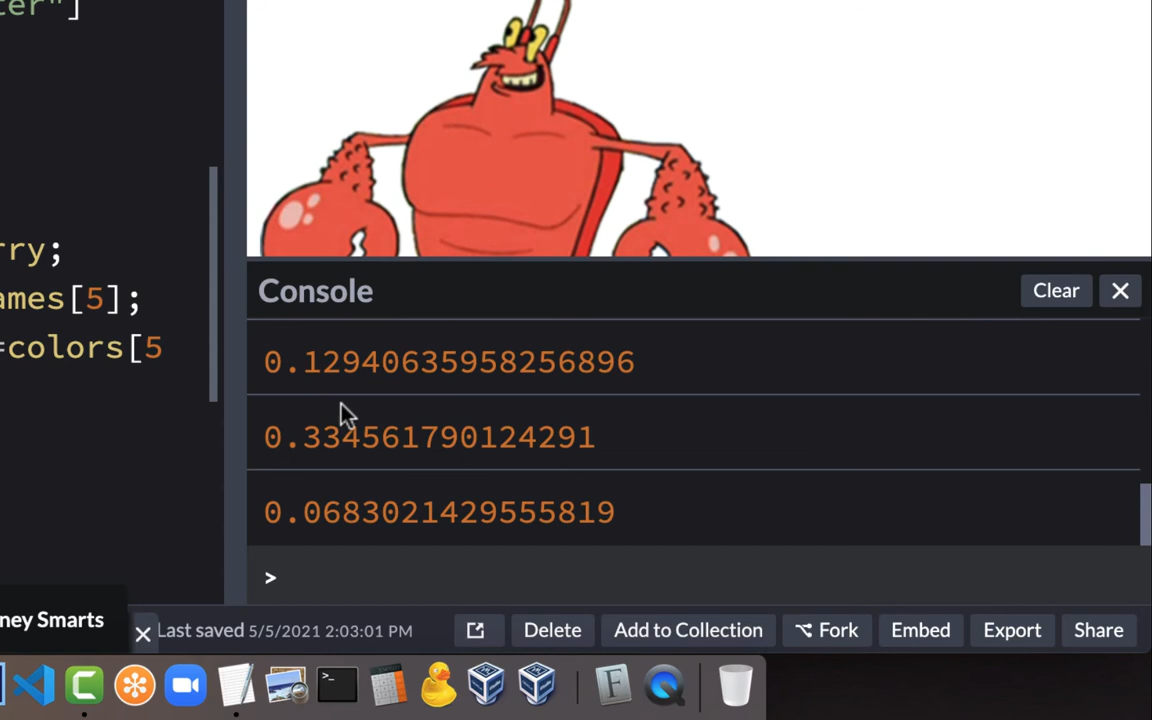 ter"]
rry;
ames[5];
=colors[5
Console
Clear
0.12940635958256896
0.334561790124291
0.0683021429555819
>
ney Smarts
Last saved 5/5/2021 2:03:01 PM
Delete
Add to Collection
Fork
Embed
Export
Share